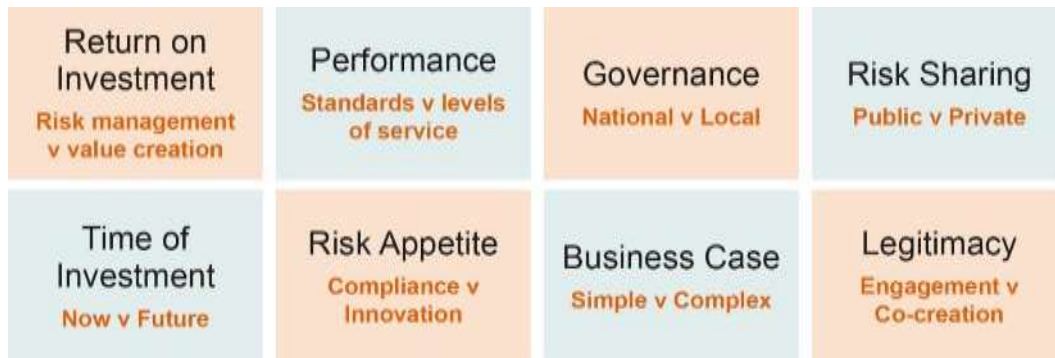 Return on
Investment
Risk management
v value creation
Performance
Standards v levels
of service
Governance
National v Local
Risk Sharing
Public v Private
Time of
Investment
Now v Future
Risk Appetite
Compliance v
Innovation
Business Case
Simple v Complex
Legitimacy
Engagement v
Co-creation